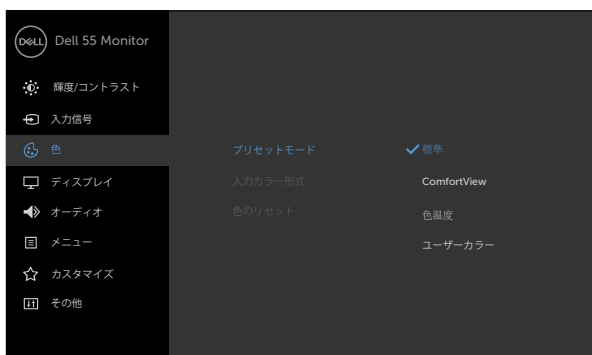 DELL Dell 55 Monitor
輝度/コントラスト
入力信号
色 プリセットモード 標準
ディスプレイ 入力カラー形式 ComfortView
オーディオ 色のリセット 色温度
メニュー ユーザーカラー
カスタマイズ
その他